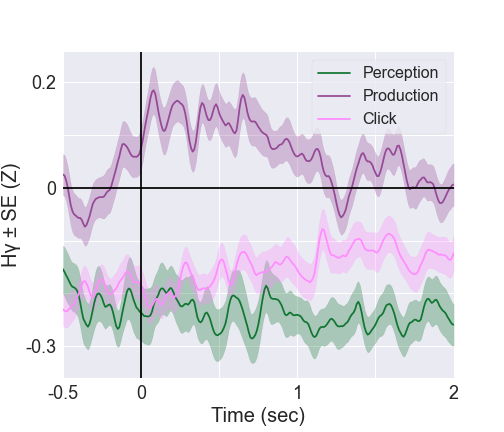 Perception
Production
Click
Hγ ± SE (Z)
0.2
0
-0.3
-0.5
0
1
2
Time (sec)